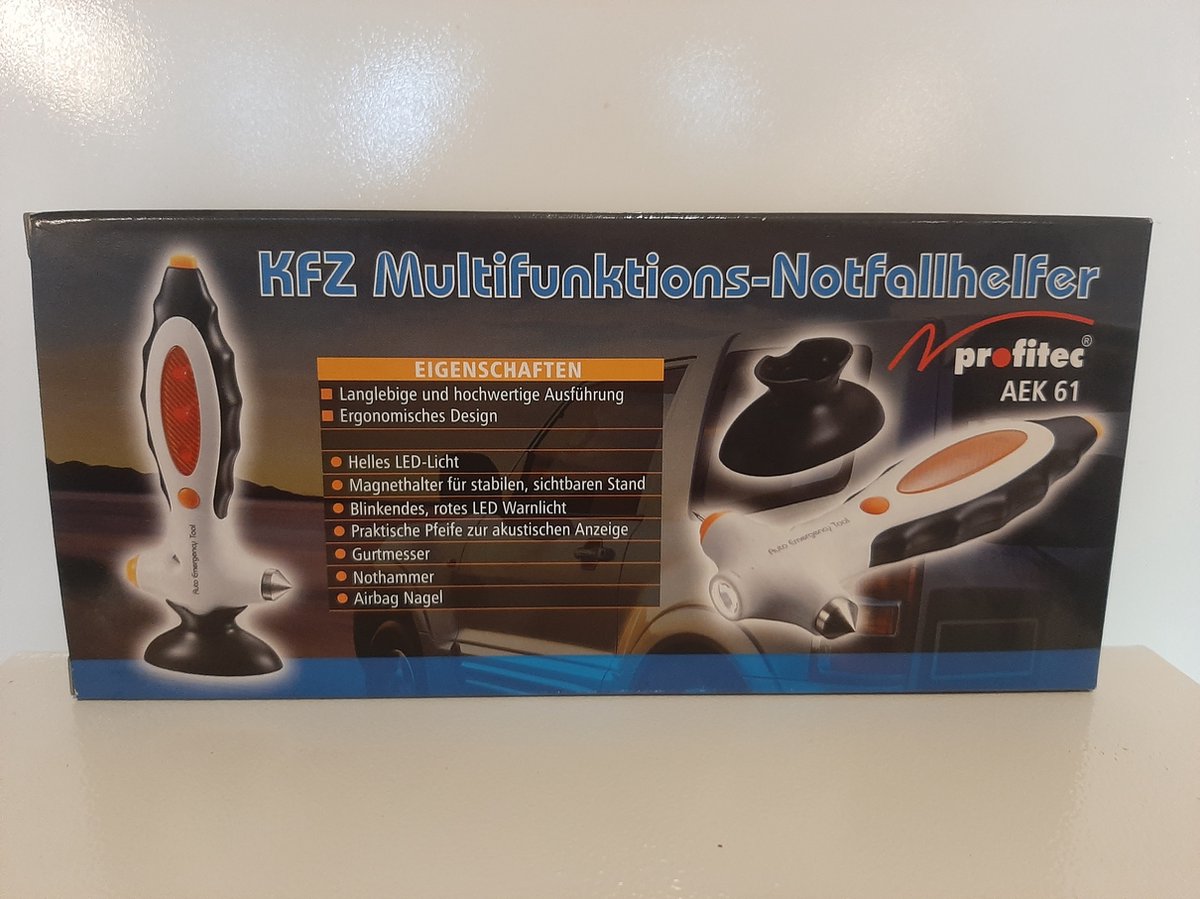 KFZ Multifunktions-Notfallhelfer
profitec®
AEK 61
EIGENSCHAFTEN
Langlebige und hochwertige Ausführung
Ergonomisches Design
Helles LED-Licht
Magnethalter für stabilen, sichtbaren Stand
Blinkendes, rotes LED Warnlicht
Praktische Pfeife zur akustischen Anzeige
Gurtmesser
Nothammer
Airbag Nagel
Auto Emergency Tool
Auto Emergency Tool